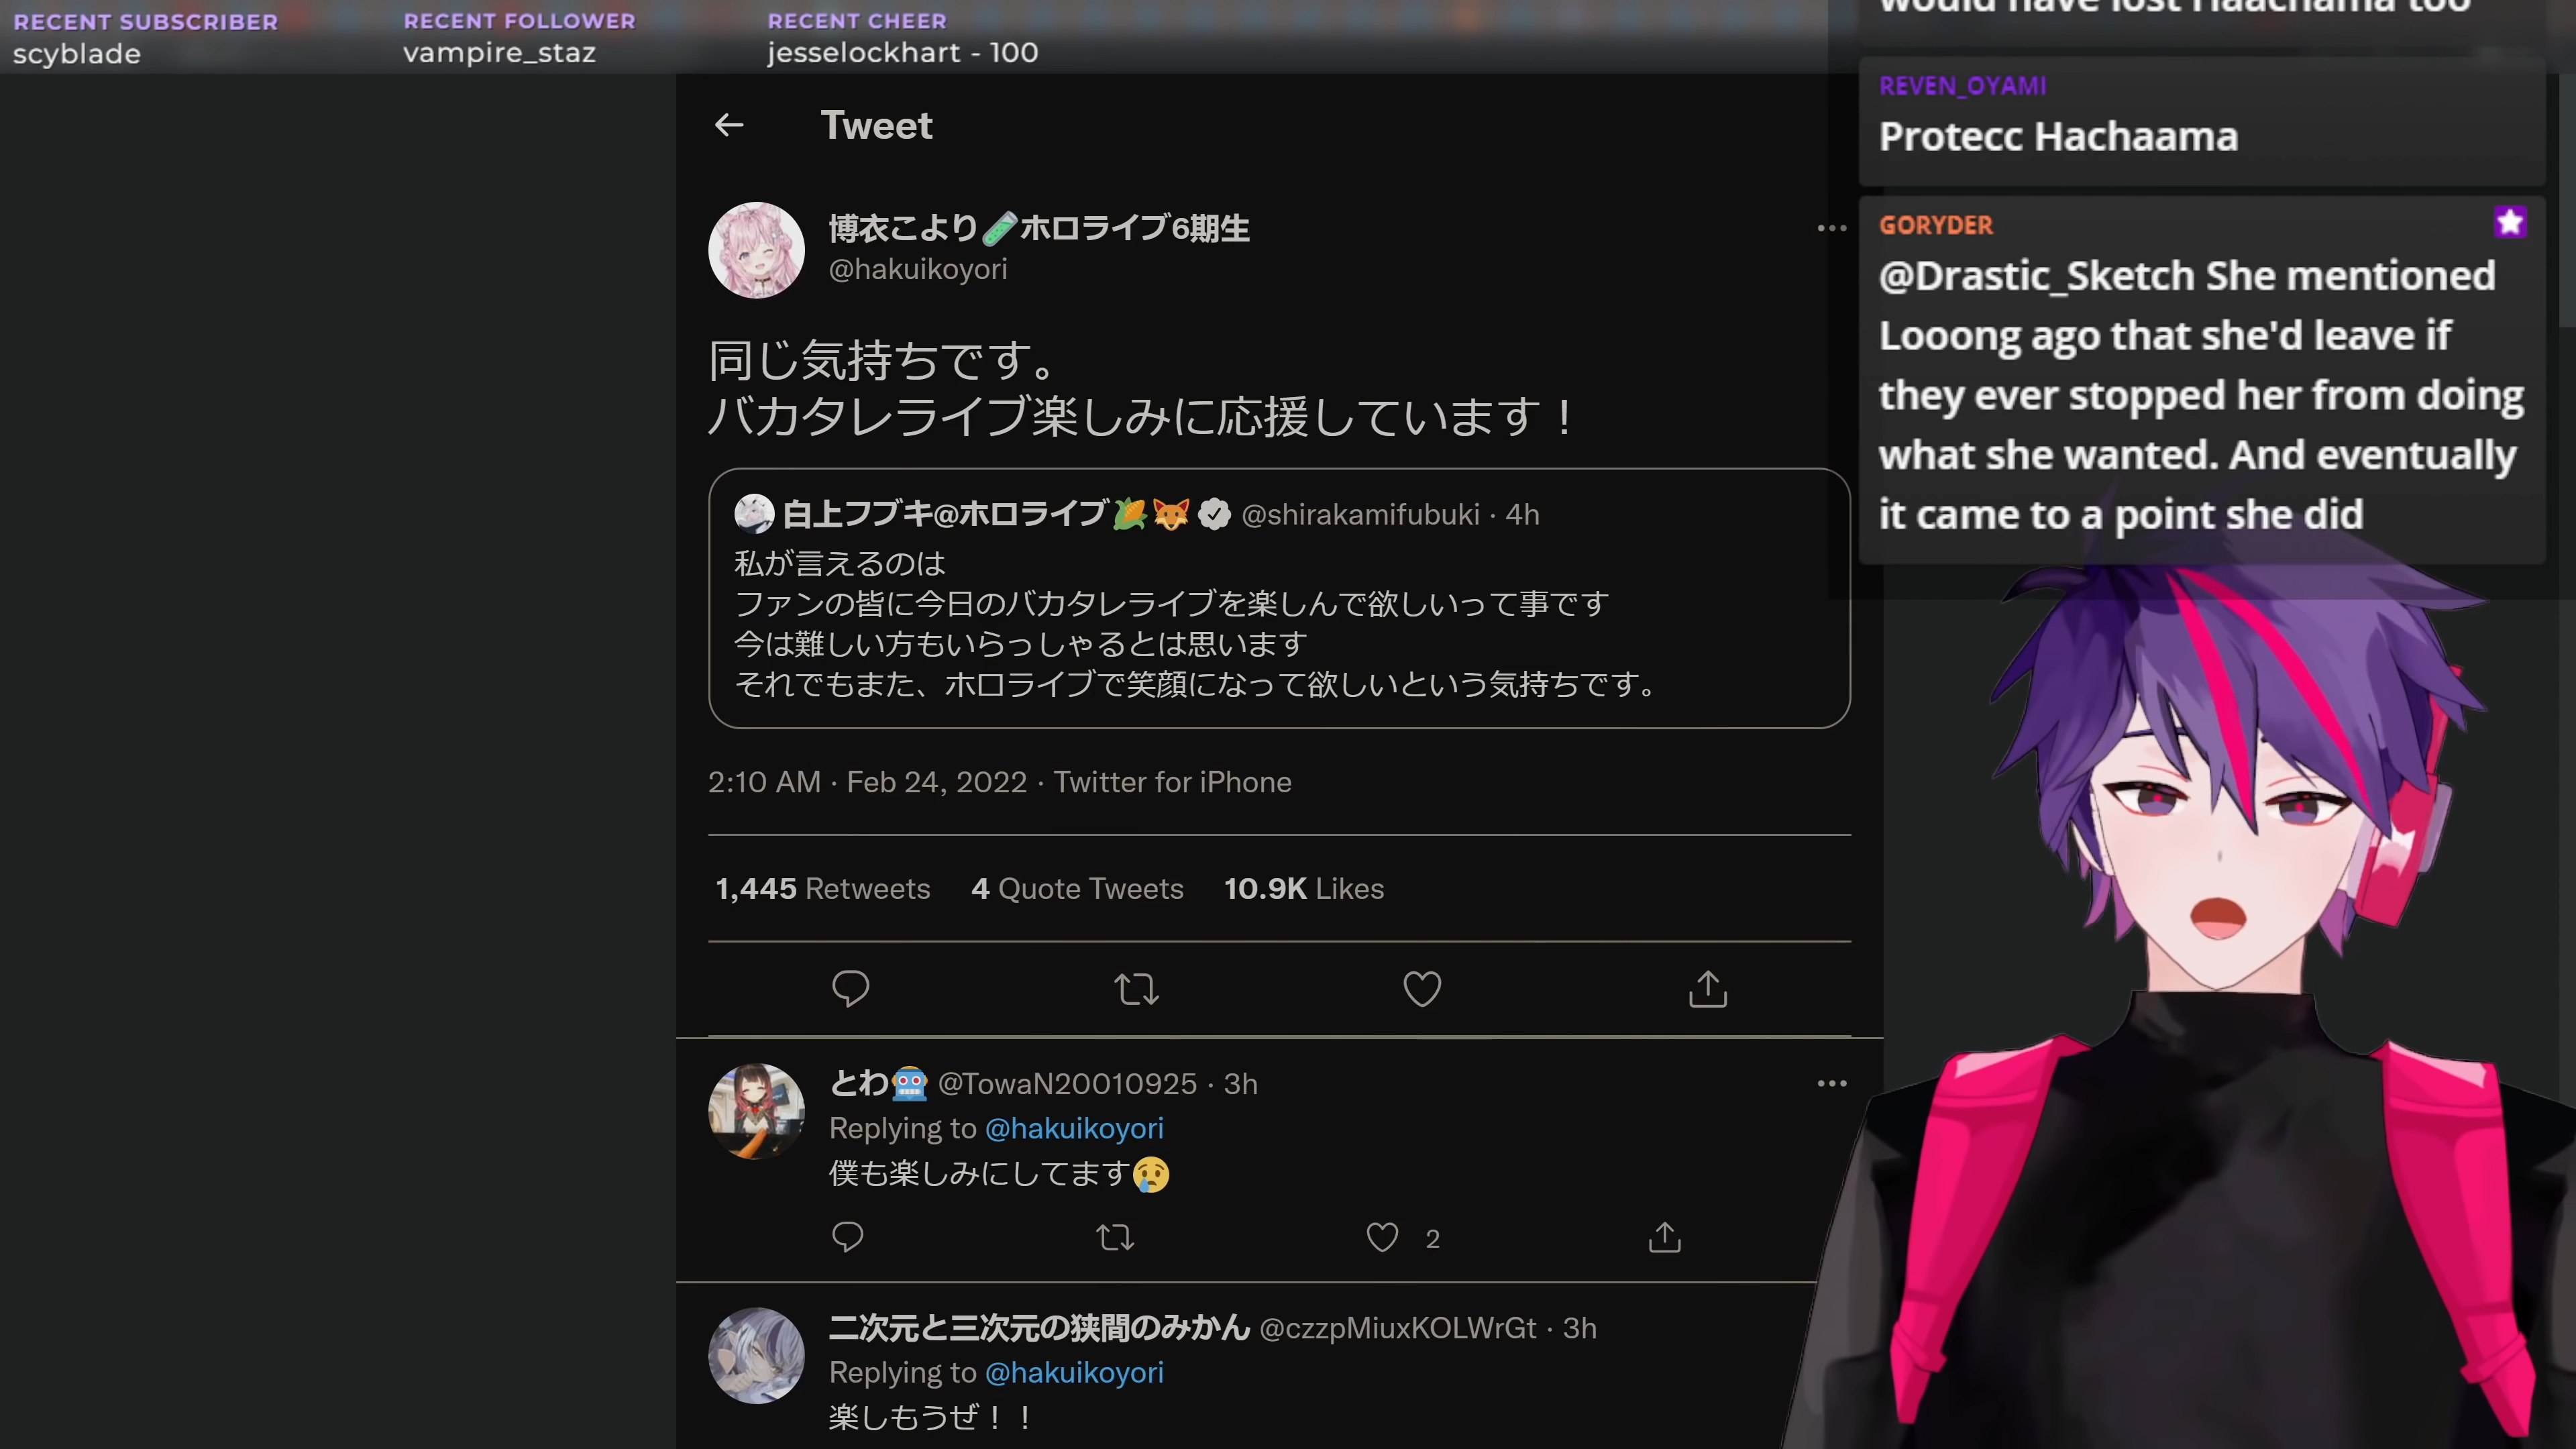 RECENT SUBSCRIBER
scyblade
RECENT FOLLOWER
vampire_staz
RECENT CHEER
jesselockhart - 100
Tweet
博衣こより🧪ホロライブ6期生
@hakuikoyori
同じ気持ちです。
バカタレライブ楽しみに応援しています！
白上フブキ@ホロライブ🌽🦊 @shirakamifubuki · 4h
私が言えるのは
ファンの皆に今日のバカタレライブを楽しんで欲しいって事です
今は難しい方もいらっしゃるとは思います
それでもまた、ホロライブで笑顔になって欲しいという気持ちです。
2:10 AM · Feb 24, 2022 · Twitter for iPhone
1,445 Retweets 4 Quote Tweets 10.9K Likes
とわ🤖 @TowaN20010925 · 3h
Replying to @hakuikoyori
僕も楽しみにしてます😢
2
二次元と三次元の狭間のみかん @czzpMiuxKOLWrGt · 3h
Replying to @hakuikoyori
楽しもうぜ！！
would have lost Haachama too
REVEN_OYAMI
Protecc Hachaama
GORYDER
@Drastic_Sketch She mentioned
Looong ago that she'd leave if
they ever stopped her from doing
what she wanted. And eventually
it came to a point she did